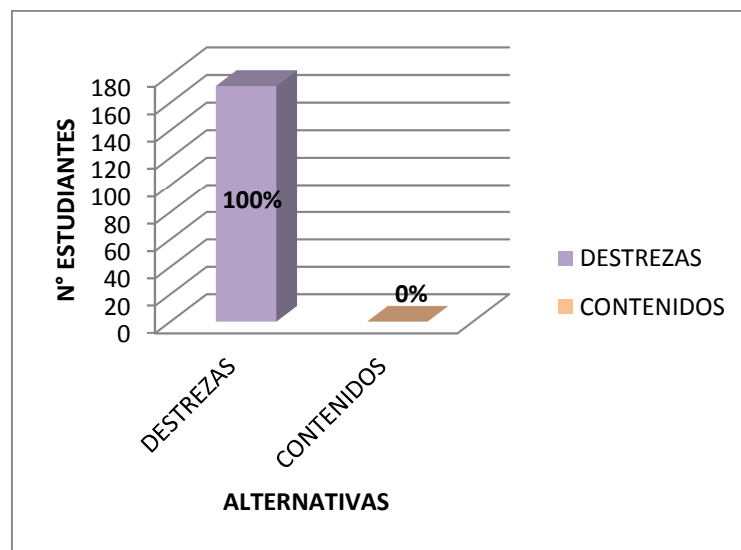 180
160
140
120
100
80
60
40
20
0
N° ESTUDIANTES
100%
0%
DESTREZAS
CONTENIDOS
ALTERNATIVAS
DESTREZAS
CONTENIDOS